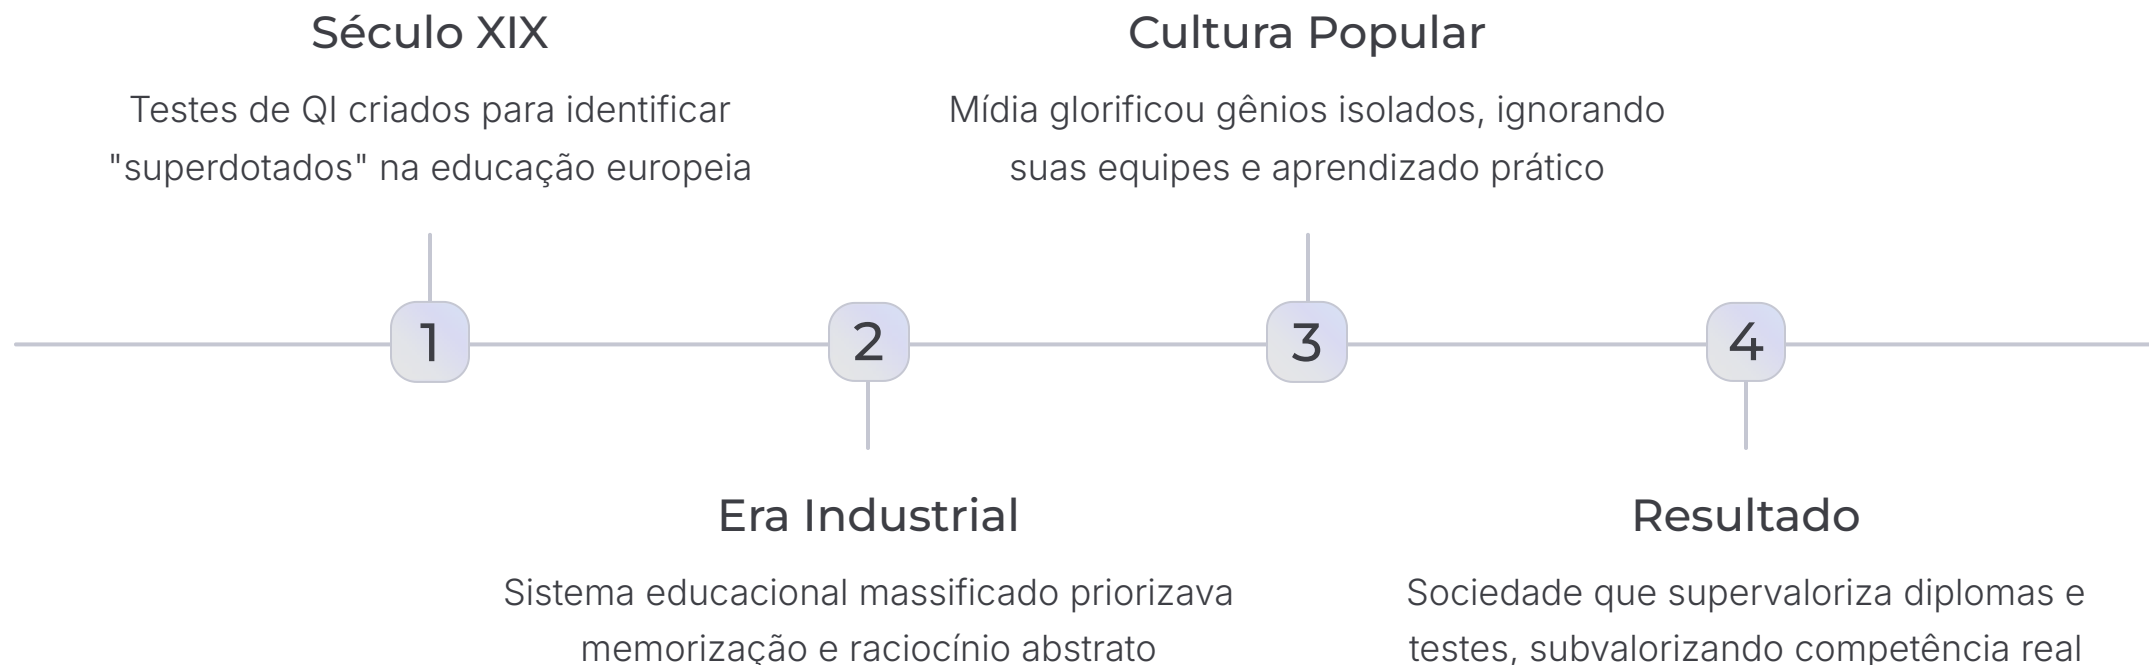 Século XIX
Testes de QI criados para identificar
"superdotados" na educação europeia
Cultura Popular
Mídia glorificou gênios isolados, ignorando
suas equipes e aprendizado prático
1
2
3
4
Era Industrial
Sistema educacional massificado priorizava
memorização e raciocínio abstrato
Resultado
Sociedade que supervaloriza diplomas e
testes, subvalorizando competência real